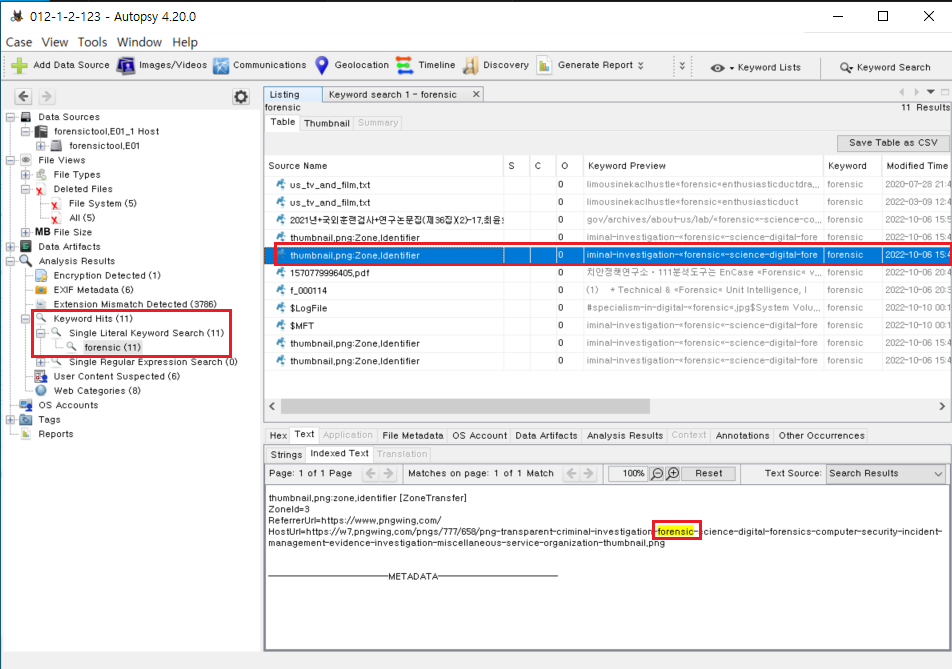 012-1-2-123 - Autopsy 4.20.0
Case View Tools Window Help
Add Data Source Images/Videos Communications Geolocation Timeline Discovery Generate Report Keyword Lists Keyword Search
Data Sources
forensictool,E01_1 Host
forensictool,E01
File Views
File Types
Deleted Files
File System (5)
All (5)
MB File Size
Data Artifacts
Analysis Results
Encryption Detected (1)
EXIF Metadata (6)
Extension Mismatch Detected (3786)
Keyword Hits (11)
Single Literal Keyword Search (11)
forensic (11)
Single Regular Expression Search (0)
User Content Suspected (6)
Web Categories (8)
OS Accounts
Tags
Reports
Listing Keyword search 1 - forensic
forensic 11 Results
Table Thumbnail Summary
Save Table as CSV
Source Name S C O Keyword Preview Keyword Modified Time
us_tv_and_film,txt 0 limousinekaclhustle«forensic«enthusiasticductdra,,, forensic 2020-07-28 21:4
us_tv_and_film,txt 0 limousinekaclhustle«forensic«enthusiasticduct forensic 2022-03-09 12:4
2021년+국외훈련검사+연구논문집(제36집)(2)-17,최윤 0 gov/archives/about-us/lab/«forensic«-science-co,,, forensic 2022-10-06 15:5
thumbnail,png:Zone,Identifier 0 iminal-investigation-«forensic«-science-digital-fore forensic 2022-10-06 15:4
thumbnail,png:Zone,Identifier 0 iminal-investigation-«forensic«-science-digital-fore forensic 2022-10-06 15:4
1570779996405,pdf 0 치안정책연구소・111분석도구는 EnCase «Forensic« v,,, forensic 2022-10-06 15:5
f_000114 0 (1) + Technical & «Forensic« Unit Intelligence, I forensic 2022-10-06 20:3
$LogFile 0 #specialism-in-digital-«forensic«,jpg$System Volu,,, forensic 2022-10-10 00:1
$MFT 0 iminal-investigation-«forensic«-science-digital-fore forensic 2022-10-10 00:1
thumbnail,png:Zone,Identifier 0 iminal-investigation-«forensic«-science-digital-fore forensic 2022-10-06 15:4
thumbnail,png:Zone,Identifier 0 iminal-investigation-«forensic«-science-digital-fore forensic 2022-10-06 15:4
Hex Text Application File Metadata OS Account Data Artifacts Analysis Results Context Annotations Other Occurrences
Strings Indexed Text Translation
Page: 1 of 1 Page Matches on page: 1 of 1 Match 100% Reset Text Source: Search Results
thumbnail,png:zone,identifier [ZoneTransfer]
ZoneId=3
ReferrerUrl=https://www,pngwing,com/
HostUrl=https://w7,pngwing,com/pngs/777/658/png-transparent-criminal-investigation-forensic-science-digital-forensics-computer-security-incident-
management-evidence-investigation-miscellaneous-service-organization-thumbnail,png
------------------------------METADATA------------------------------